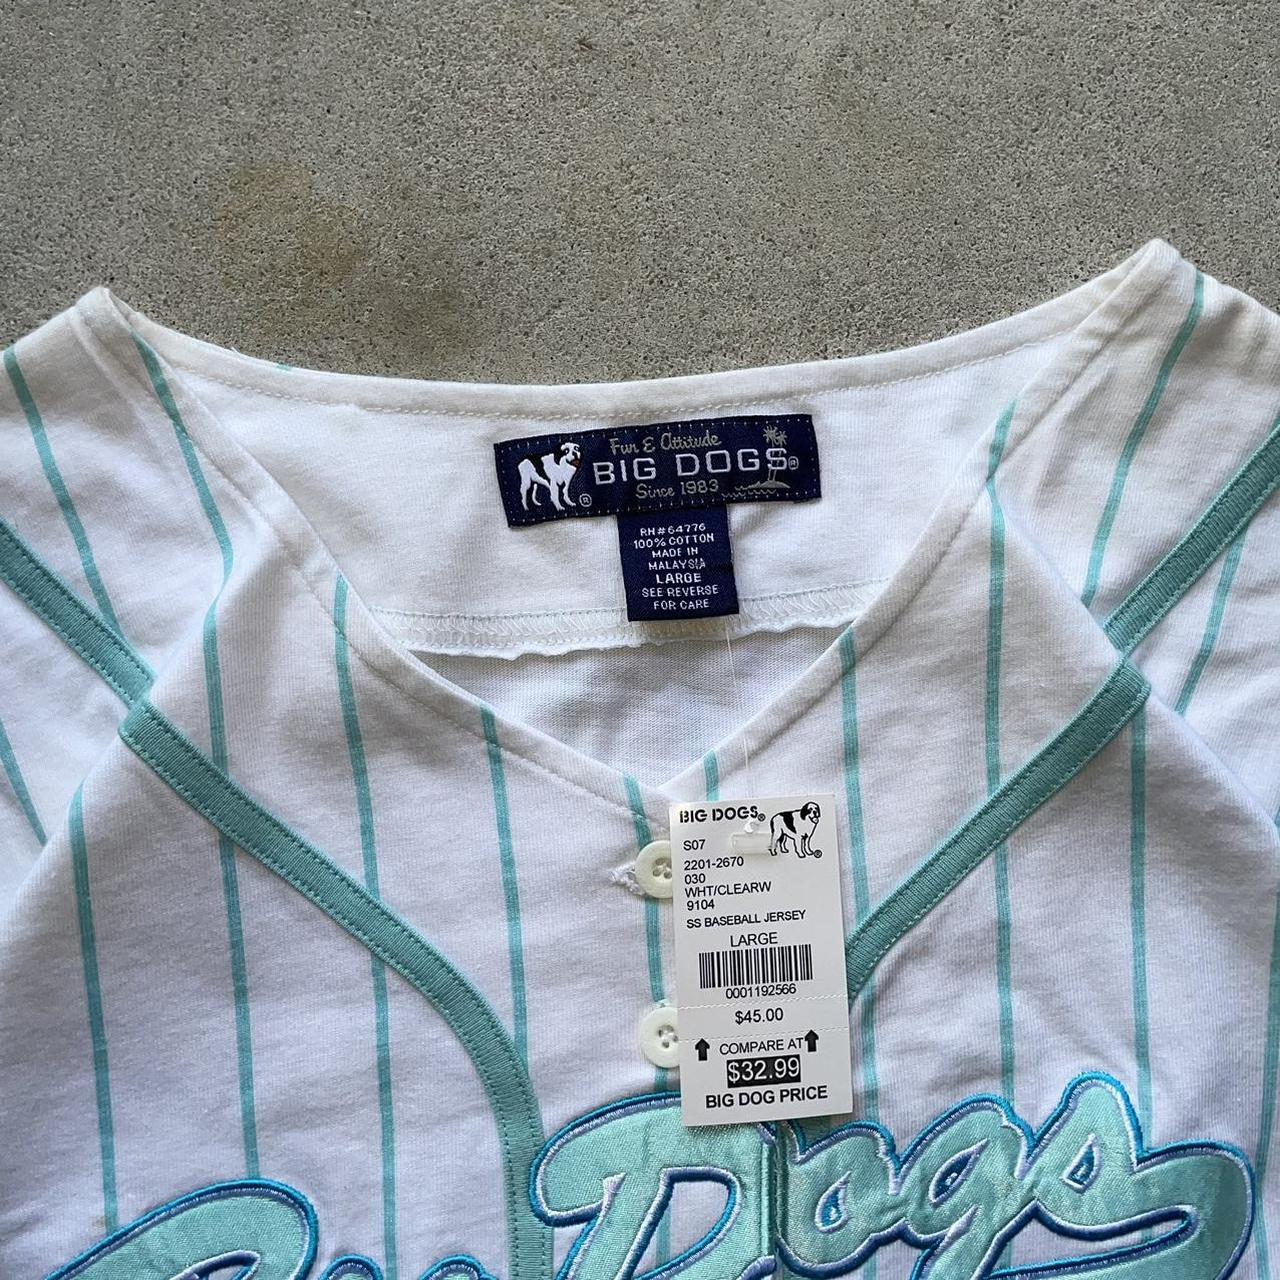 Fun & Attitude
BIG DOGS®
Since 1983
®
RN#64776
100% COTTON
MADE IN
MALAYSIA
LARGE
SEE REVERSE
FOR CARE
BIG DOGS®
®
S07
2201-2670
030
WHT/CLEARW
9104
SS BASEBALL JERSEY
LARGE
0001192566
$45.00
COMPARE AT
$32.99
BIG DOG PRICE
Dogs